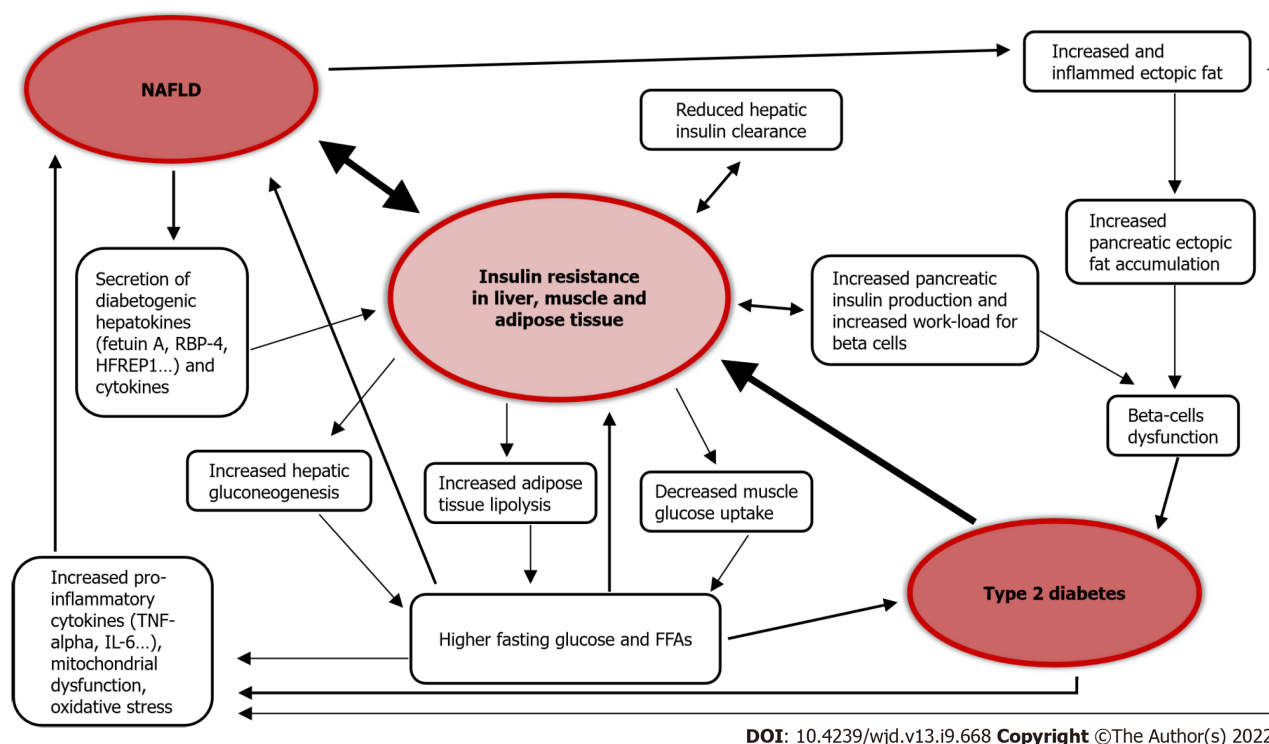 NAFLD
Increased and
inflammed ectopic fat
Reduced hepatic
insulin clearance
Secretion of
diabetogenic
hepatokines
(fetuin A, RBP-4,
HFREP1...) and
cytokines
Insulin resistance
in liver, muscle and
adipose tissue
Increased pancreatic
insulin production and
increased work-load for
beta cells
Increased
pancreatic ectopic
fat accumulation
Beta-cells
dysfunction
Increased hepatic
gluconeogenesis
Increased adipose
tissue lipolysis
Decreased muscle
glucose uptake
Type 2 diabetes
Increased pro-
inflammatory
cytokines (TNF-
alpha, IL-6...),
mitochondrial
dysfunction,
oxidative stress
Higher fasting glucose and FFAs
DOI: 10.4239/wjd.v13.i9.668 Copyright ©The Author(s) 2022